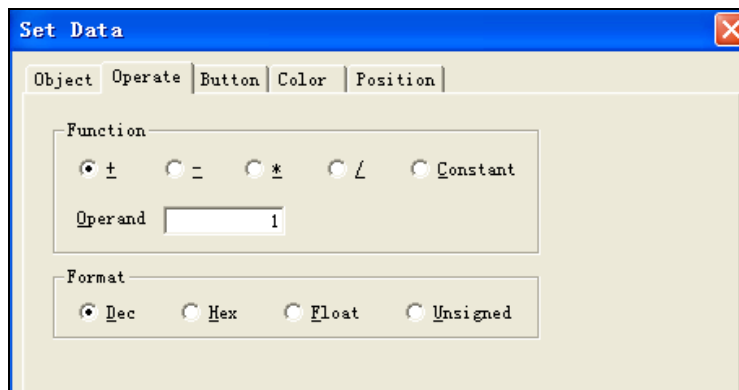 Set Data
Object Operate Button Color Position
Function
+ - * / Constant
Operand 1
Format
Dec Hex Float Unsigned